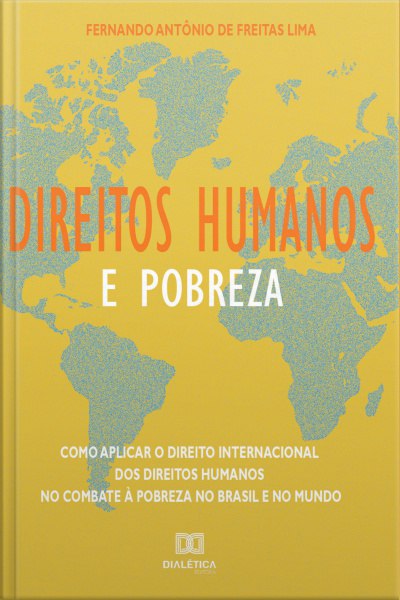 FERNANDO ANTÔNIO DE FREITAS LIMA
DIREITOS HUMANOS
E POBREZA
COMO APLICAR O DIREITO INTERNACIONAL
DOS DIREITOS HUMANOS
NO COMBATE À POBREZA NO BRASIL E NO MUNDO
DIALÉTICA
EDITORA